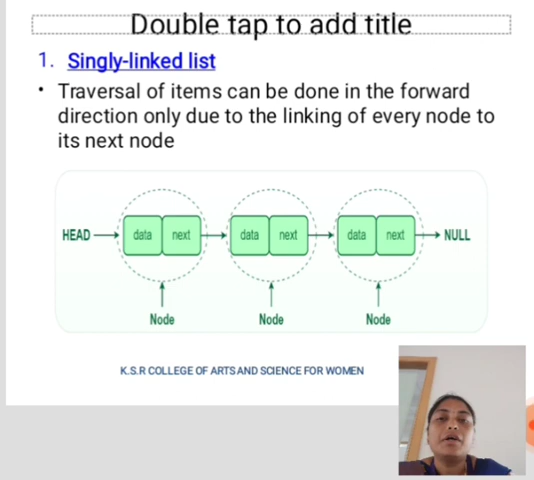 Double tap to add title
1. Singly-linked list
• Traversal of items can be done in the forward
direction only due to the linking of every node to
its next node
HEAD data next data next data next NULL
Node Node Node
K.S.R COLLEGE OF ARTS AND SCIENCE FOR WOMEN